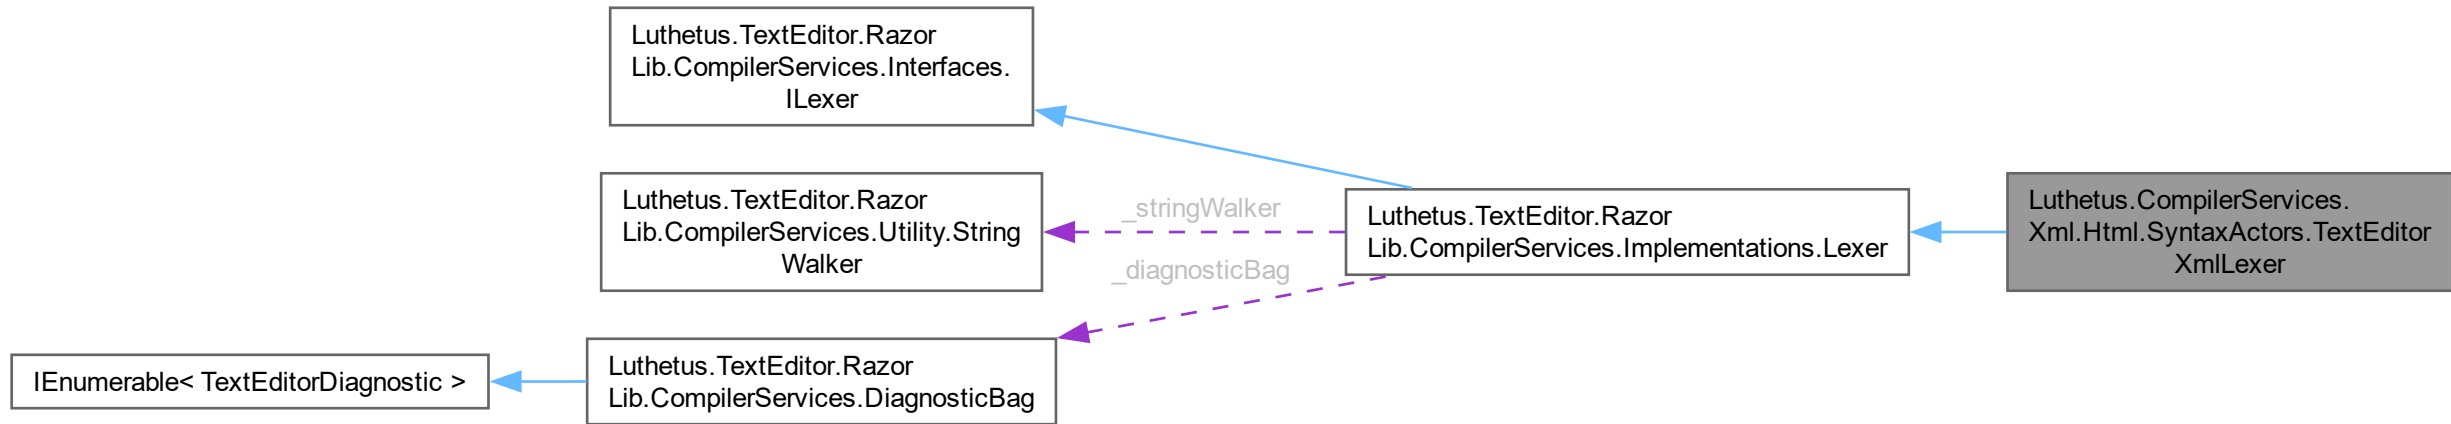 Luthetus.TextEditor.Razor
Lib.CompilerServices.Interfaces.
ILexer
Luthetus.TextEditor.Razor
Lib.CompilerServices.Utility.String
Walker
_stringWalker
Luthetus.TextEditor.Razor
Lib.CompilerServices.Implementations.Lexer
Luthetus.CompilerServices.
Xml.Html.SyntaxActors.TextEditor
XmlLexer
_diagnosticBag
IEnumerable< TextEditorDiagnostic >
Luthetus.TextEditor.Razor
Lib.CompilerServices.DiagnosticBag